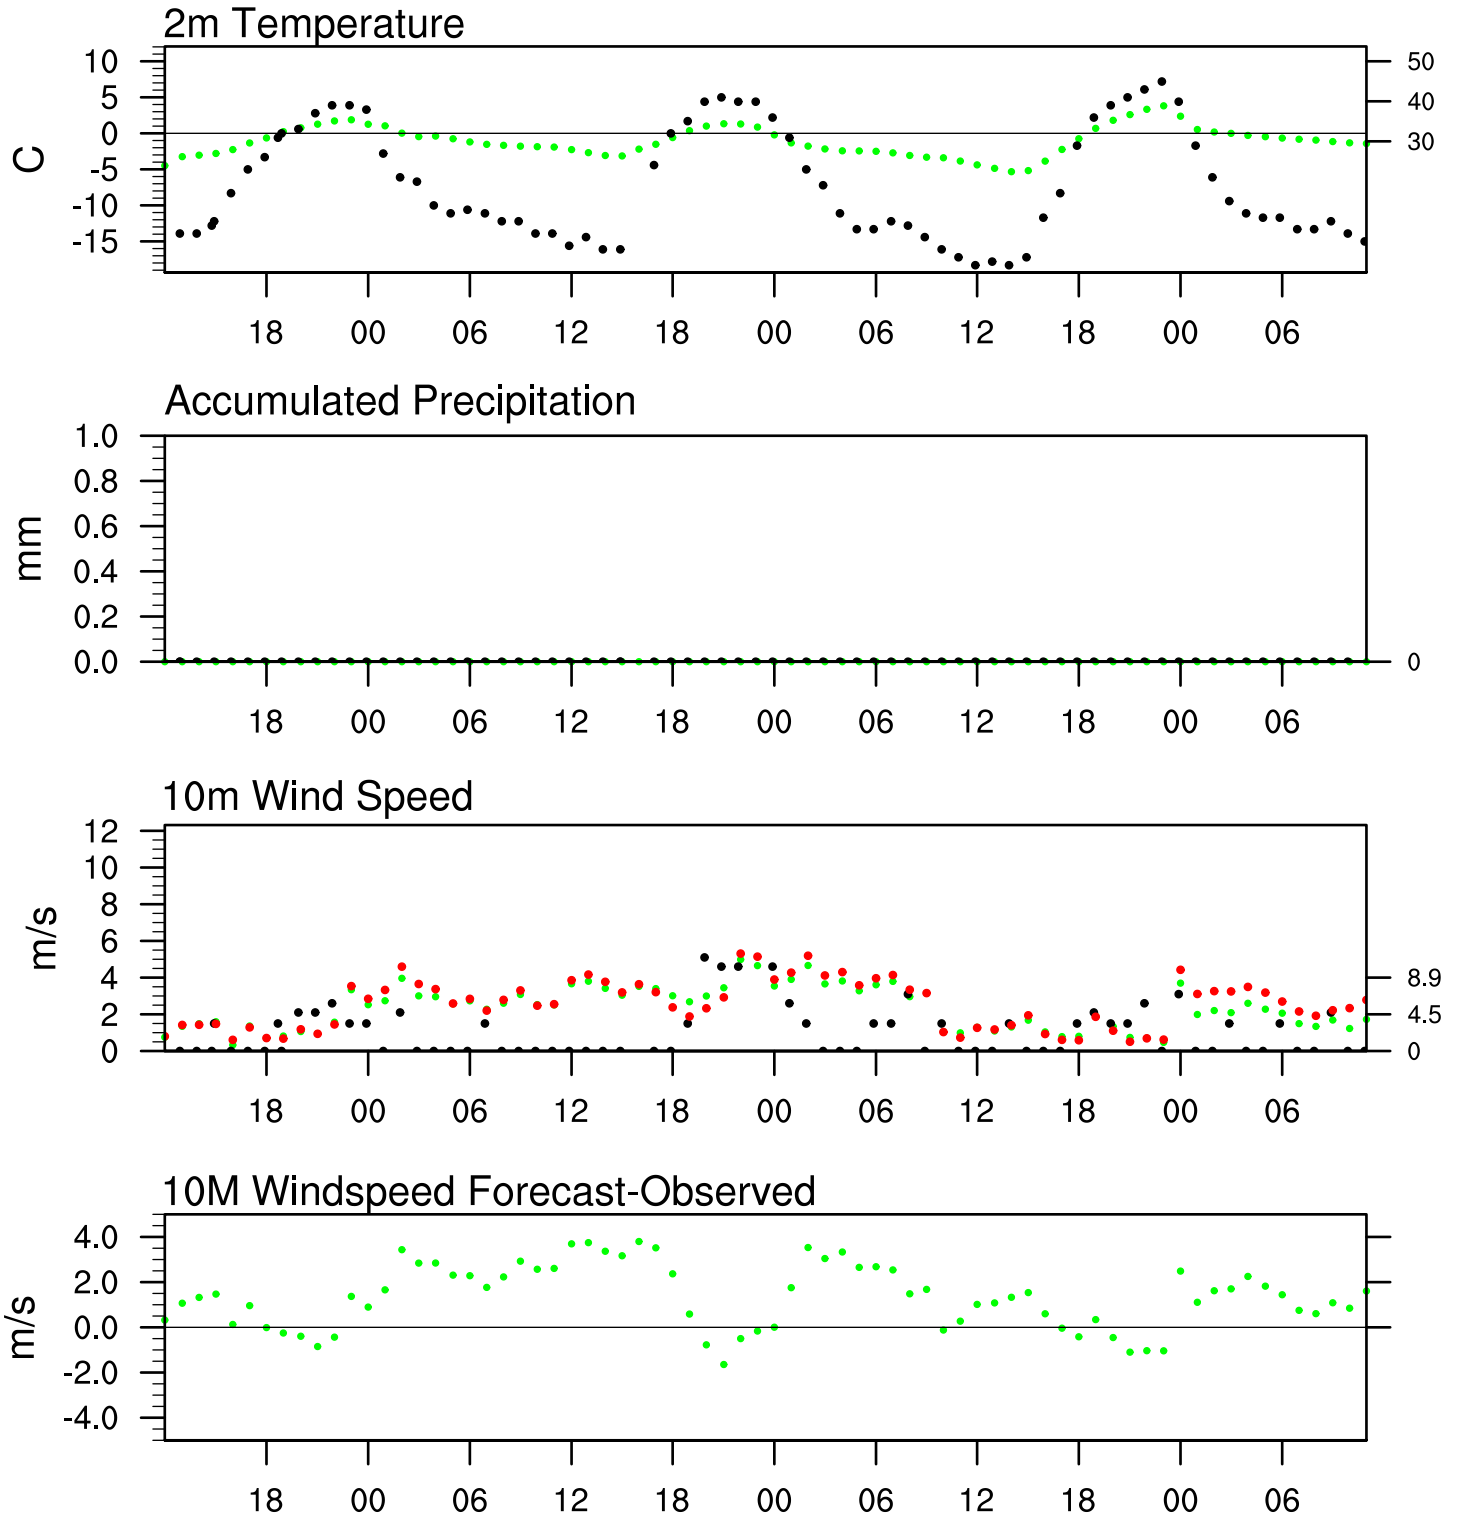 2m Temperature
10 50
5 40
0 30
-5
-10
-15
C
18 00 06 12 18 00 06 12 18 00 06
Accumulated Precipitation
1.0
0.8
0.6
0.4
0.2
0.0 0
mm
18 00 06 12 18 00 06 12 18 00 06
10m Wind Speed
12
10
8
6
4 8.9
2 4.5
0 0
m/s
18 00 06 12 18 00 06 12 18 00 06
10M Windspeed Forecast-Observed
4.0
2.0
0.0
-2.0
-4.0
m/s
18 00 06 12 18 00 06 12 18 00 06